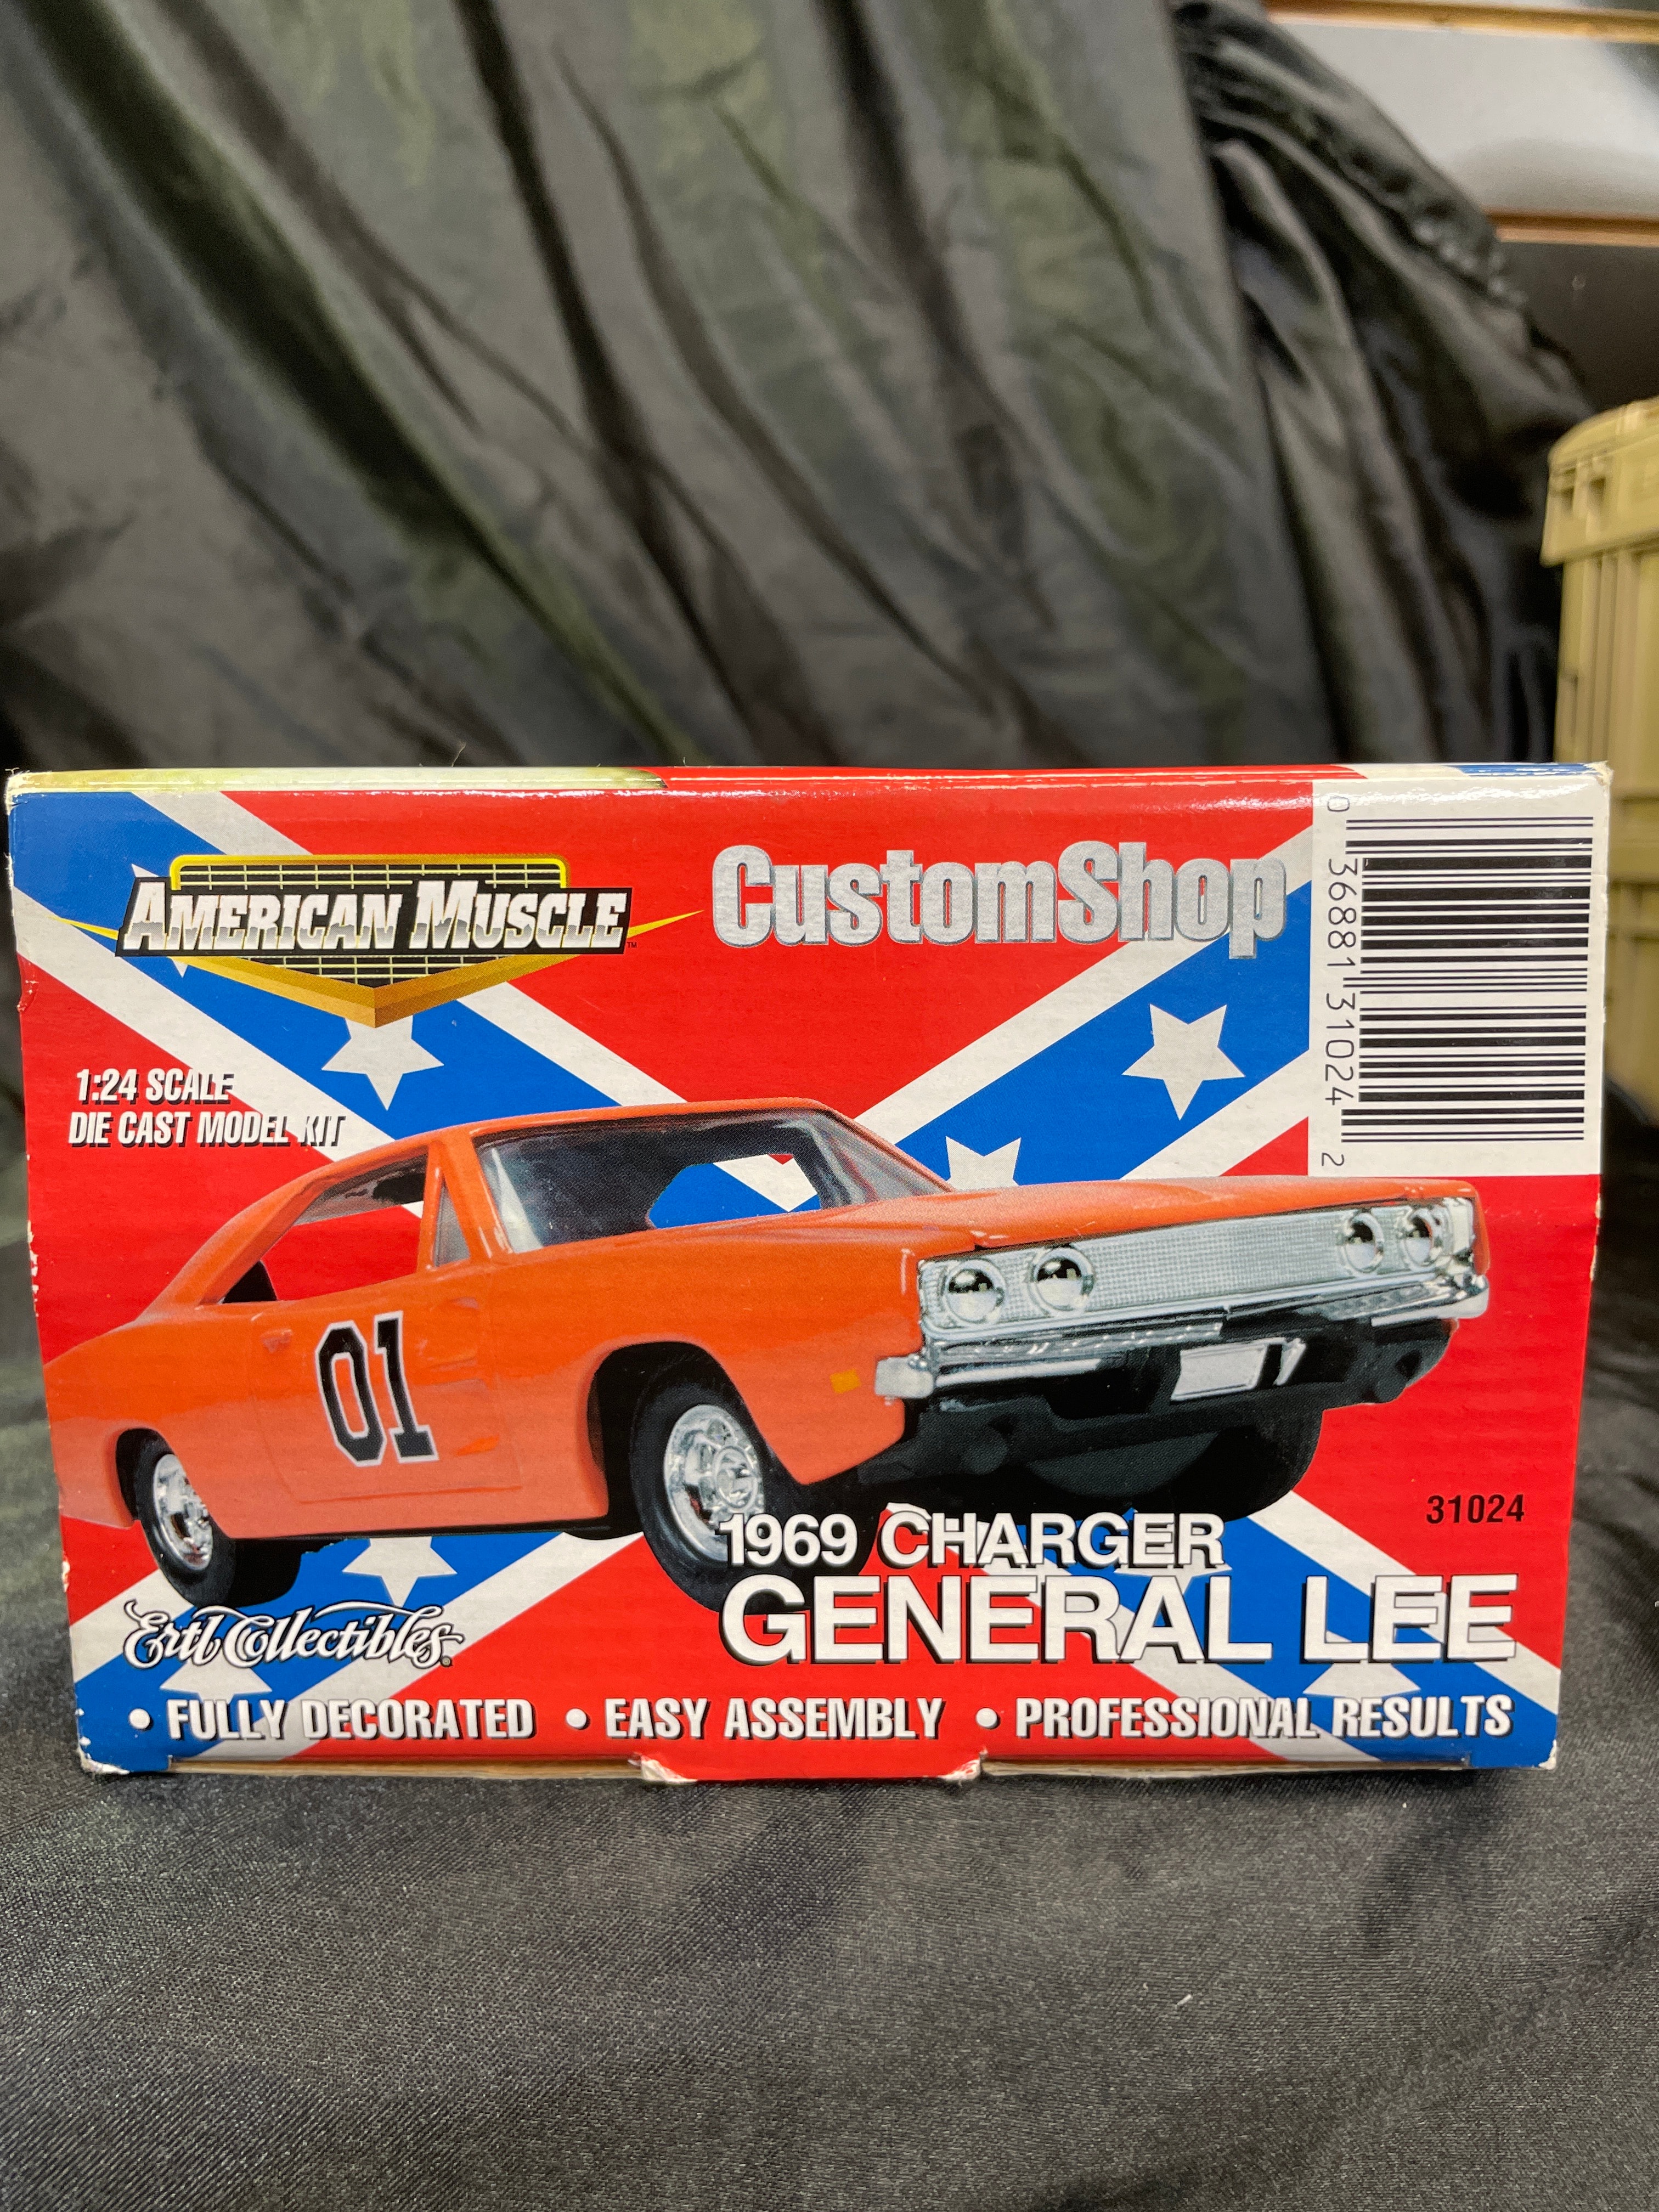 AMERICAN MUSCLE™
CustomShop
0 36881 31024 2
1:24 SCALE
DIE CAST MODEL KIT
01
31024
1969 CHARGER
GENERAL LEE
Ertl Collectibles®
• FULLY DECORATED • EASY ASSEMBLY • PROFESSIONAL RESULTS